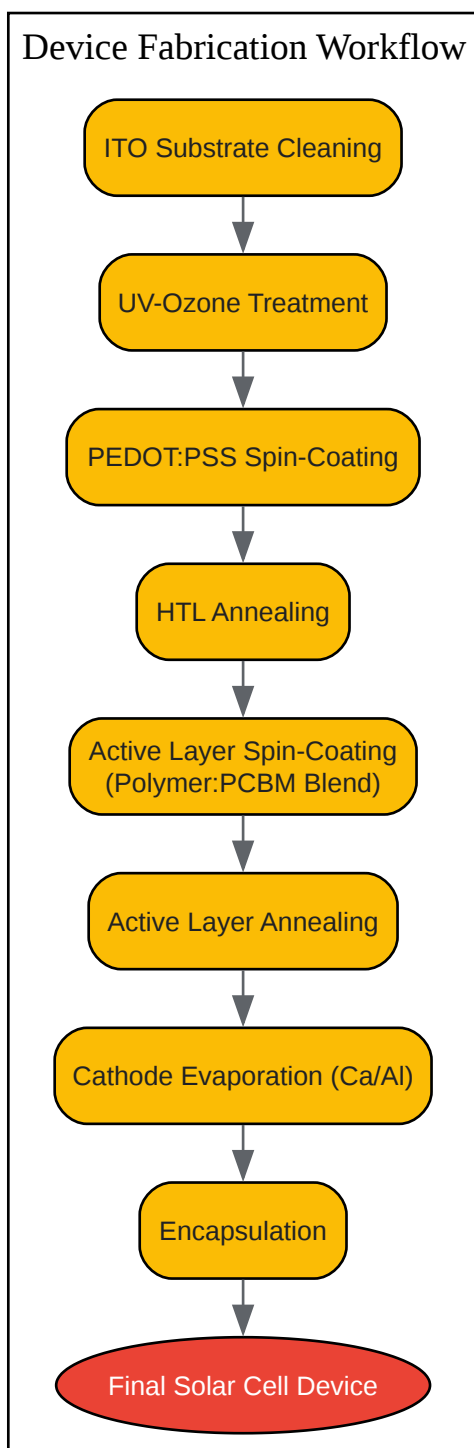 Device Fabrication Workflow
ITO Substrate Cleaning
UV-Ozone Treatment
PEDOT:PSS Spin-Coating
HTL Annealing
Active Layer Spin-Coating
(Polymer:PCBM Blend)
Active Layer Annealing
Cathode Evaporation (Ca/Al)
Encapsulation
Final Solar Cell Device